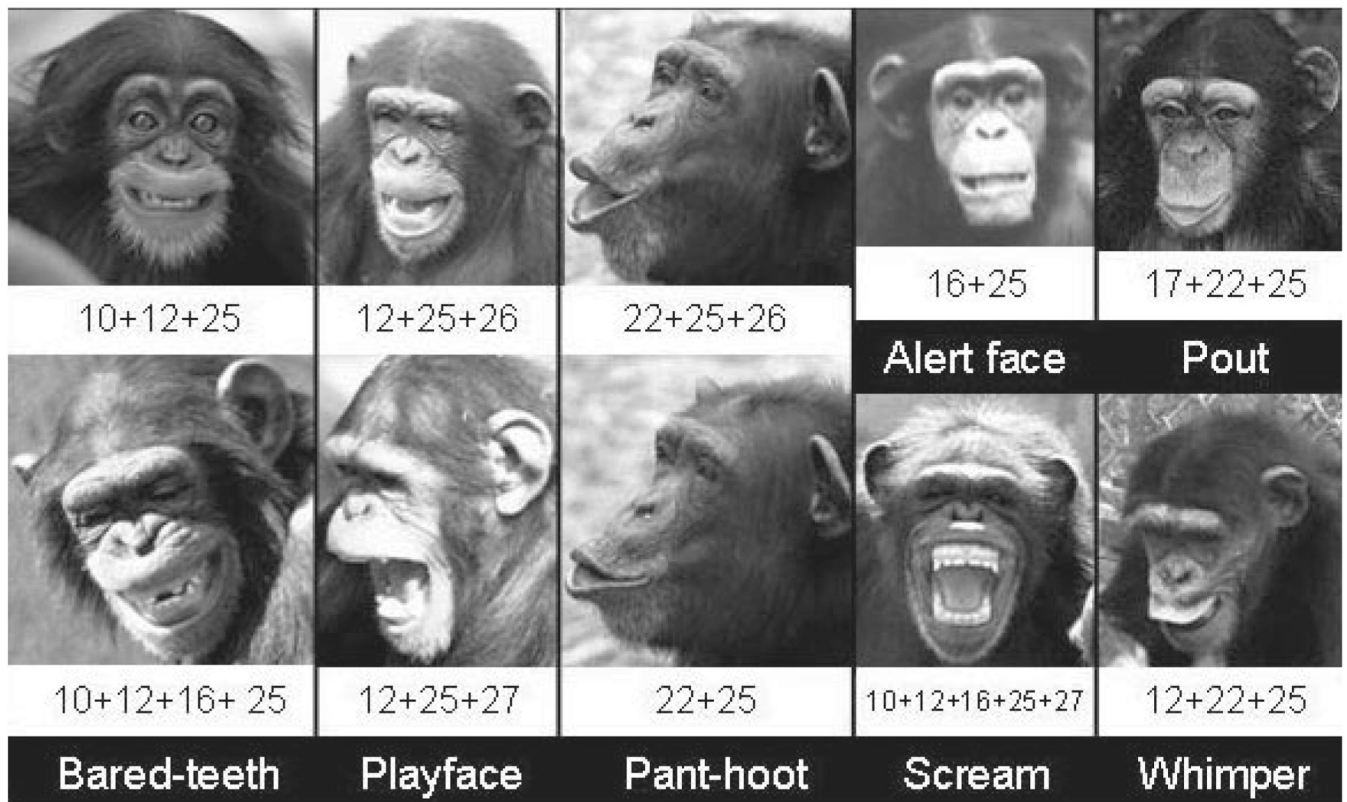 10+12+25
12+25+26
22+25+26
16+25
17+22+25
Alert face
Pout
10+12+16+ 25
12+25+27
22+25
10+12+16+25+27
12+22+25
Bared-teeth
Playface
Pant-hoot
Scream
Whimper